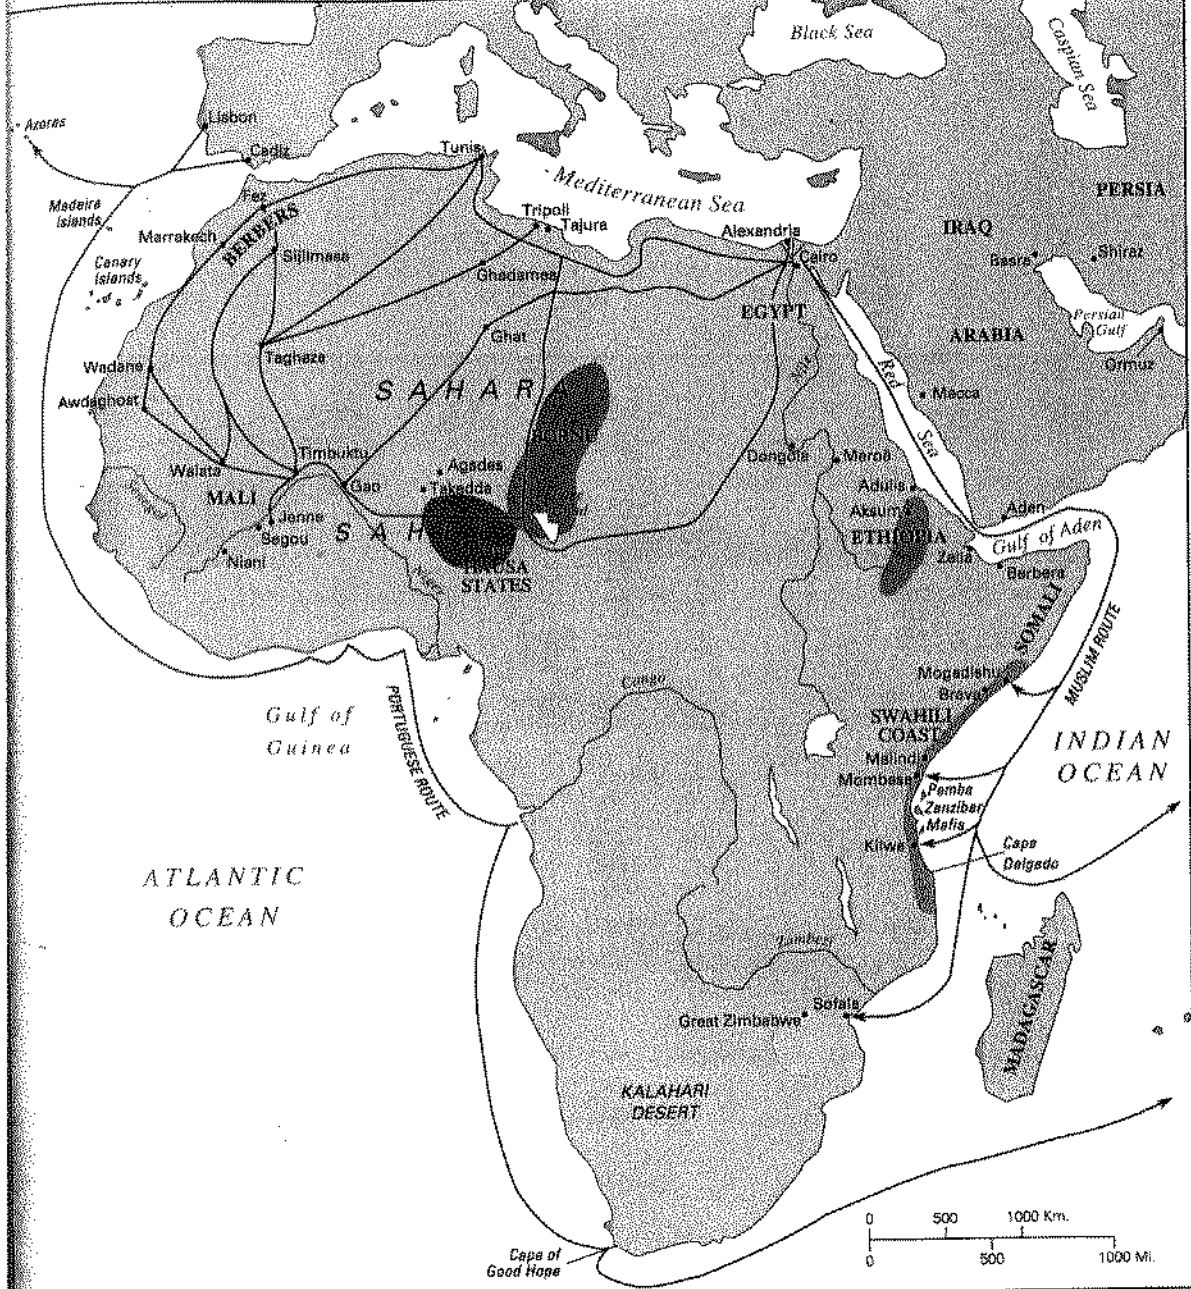 Black Sea
Caspian Sea
Azores
Lisbon
Cadiz
Tunis
Mediterranean Sea
PERSIA
Madeira
Islands
Fez
BERBERS
Marrakech
Tripoli
Tajura
Alexandria
IRAQ
Canary
Islands
Sijilmasa
Ghadames
Cairo
Basra
Shiraz
EGYPT
Persian
Gulf
Ghat
ARABIA
Taghaza
Ormuz
Wadane
Nile
Red
Sea
SAHARA
Awdaghost
Mecca
Timbuktu
Walata
Agades
Dongola
Meroë
MALI
Gao
Takedda
Adulis
Senegal
Jenne
Aksum
Aden
Segou
SAH
ETHIOPIA
Gulf of Aden
Niani
Niger
STATES
Zeila
Berbera
SOMALI
MUSLIM ROUTE
Mogadishu
Brava
Congo
Gulf of
Guinea
PORTUGUESE ROUTE
SWAHILI
COAST
INDIAN
OCEAN
Malindi
Mombasa
Pemba
Zanzibar
Mafia
Kilwa
Cape
Delgado
ATLANTIC
OCEAN
Zambesi
Sofala
Great Zimbabwe
MADAGASCAR
KALAHARI
DESERT
0 500 1000 Km.
0 500 1000 Mi.
Cape of
Good Hope